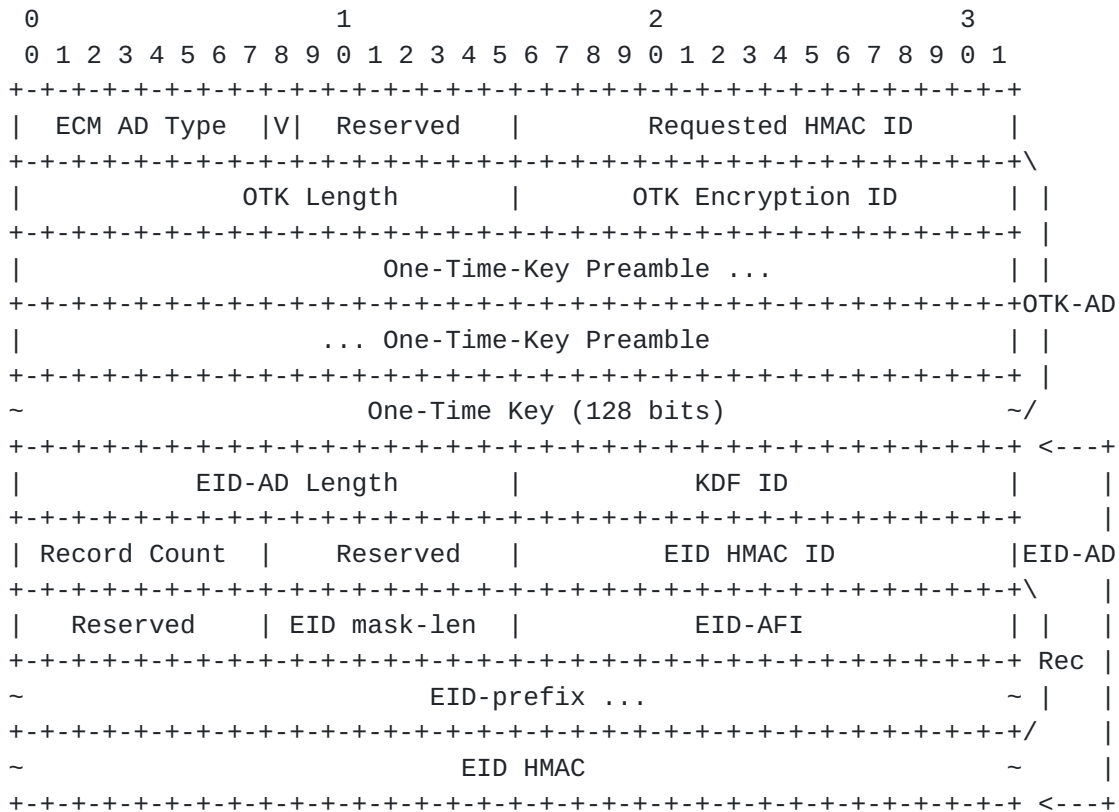 0                   1                   2                   3
 0 1 2 3 4 5 6 7 8 9 0 1 2 3 4 5 6 7 8 9 0 1 2 3 4 5 6 7 8 9 0 1
+-+-+-+-+-+-+-+-+-+-+-+-+-+-+-+-+-+-+-+-+-+-+-+-+-+-+-+-+-+-+-+-+
|  ECM AD Type  |V|  Reserved   |        Requested HMAC ID      |
+-+-+-+-+-+-+-+-+-+-+-+-+-+-+-+-+-+-+-+-+-+-+-+-+-+-+-+-+-+-+-+-+\
|              OTK Length       |       OTK Encryption ID       | |
+-+-+-+-+-+-+-+-+-+-+-+-+-+-+-+-+-+-+-+-+-+-+-+-+-+-+-+-+-+-+-+-+ |
|                       One-Time-Key Preamble ...               | |
+-+-+-+-+-+-+-+-+-+-+-+-+-+-+-+-+-+-+-+-+-+-+-+-+-+-+-+-+-+-+-+-+OTK-AD
|                   ... One-Time-Key Preamble                   | |
+-+-+-+-+-+-+-+-+-+-+-+-+-+-+-+-+-+-+-+-+-+-+-+-+-+-+-+-+-+-+-+-+ |
~                      One-Time Key (128 bits)                  ~/
+-+-+-+-+-+-+-+-+-+-+-+-+-+-+-+-+-+-+-+-+-+-+-+-+-+-+-+-+-+-+-+-+ <---+
|           EID-AD Length       |           KDF ID              |     |
+-+-+-+-+-+-+-+-+-+-+-+-+-+-+-+-+-+-+-+-+-+-+-+-+-+-+-+-+-+-+-+-+     |
| Record Count  |    Reserved   |         EID HMAC ID           |EID-AD
+-+-+-+-+-+-+-+-+-+-+-+-+-+-+-+-+-+-+-+-+-+-+-+-+-+-+-+-+-+-+-+-+\    |
|   Reserved    | EID mask-len  |           EID-AFI             | |   |
+-+-+-+-+-+-+-+-+-+-+-+-+-+-+-+-+-+-+-+-+-+-+-+-+-+-+-+-+-+-+-+-+ Rec |
~                          EID-prefix ...                       ~ |   |
+-+-+-+-+-+-+-+-+-+-+-+-+-+-+-+-+-+-+-+-+-+-+-+-+-+-+-+-+-+-+-+-+/    |
~                            EID HMAC                           ~     |
+-+-+-+-+-+-+-+-+-+-+-+-+-+-+-+-+-+-+-+-+-+-+-+-+-+-+-+-+-+-+-+-+ <---+